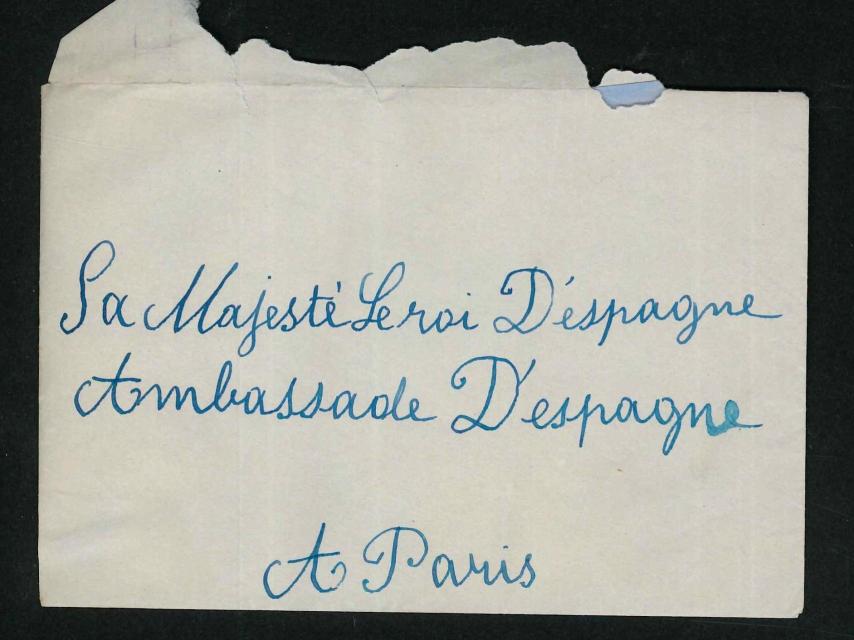 Sa Majesté Le roi D'espagne
Ambassade D'espagne
A Paris